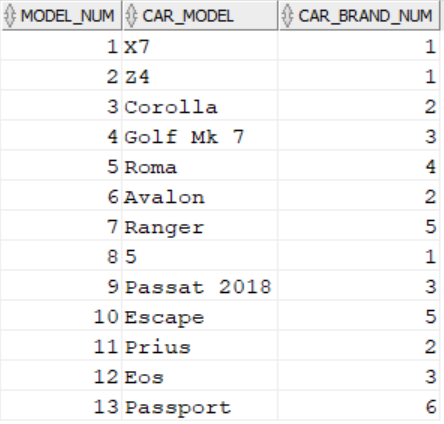 MODEL_NUM CAR_MODEL CAR_BRAND_NUM
1 X7 1
2 Z4 1
3 Corolla 2
4 Golf Mk 7 3
5 Roma 4
6 Avalon 2
7 Ranger 5
8 5 1
9 Passat 2018 3
10 Escape 5
11 Prius 2
12 Eos 3
13 Passport 6